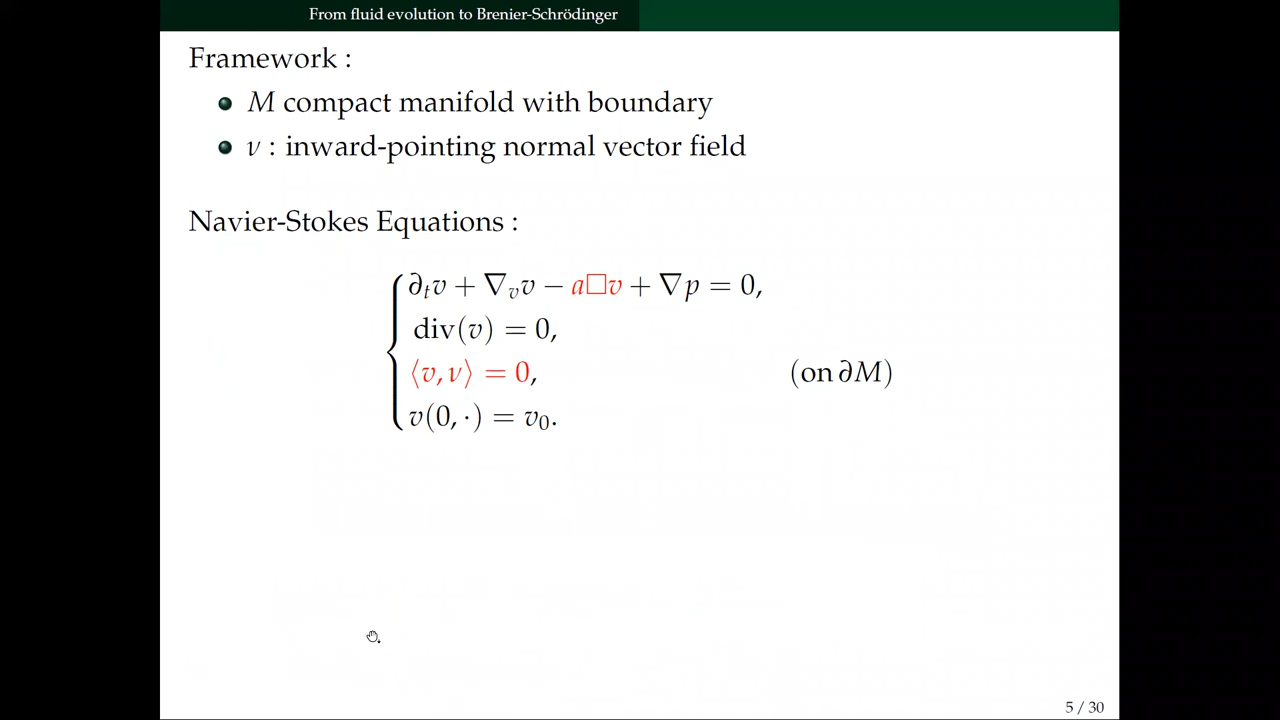 From fluid evolution to Brenier-Schrödinger
Framework :
M compact manifold with boundary
ν : inward-pointing normal vector field
Navier-Stokes Equations :
∂ₜv + ∇ᵥv − a□v + ∇p = 0,
div(v) = 0,
⟨v, ν⟩ = 0, (on ∂M)
v(0, ·) = v₀.
5 / 30